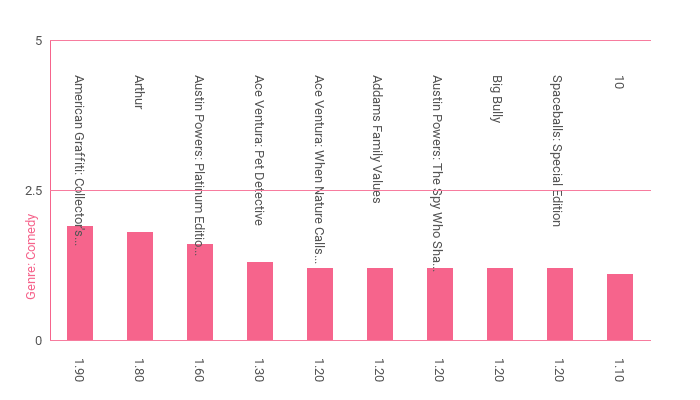 5
2.5
0
Genre: Comedy
American Graffiti: Collector's...
Arthur
Austin Powers: Platinum Editio...
Ace Ventura: Pet Detective
Ace Ventura: When Nature Calls...
Addams Family Values
Austin Powers: The Spy Who Sha...
Big Bully
Spaceballs: Special Edition
10
1.90
1.80
1.60
1.30
1.20
1.20
1.20
1.20
1.20
1.10